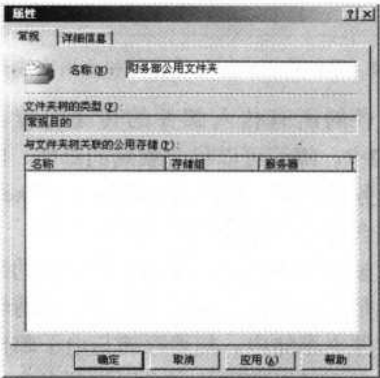 属性
常规 详细信息
名称(N): 财务部公用文件夹
文件夹树的类型(F):
常规目的
与文件夹树关联的公用存储(P):
名称 存储组 服务器
确定 取消 应用(A) 帮助